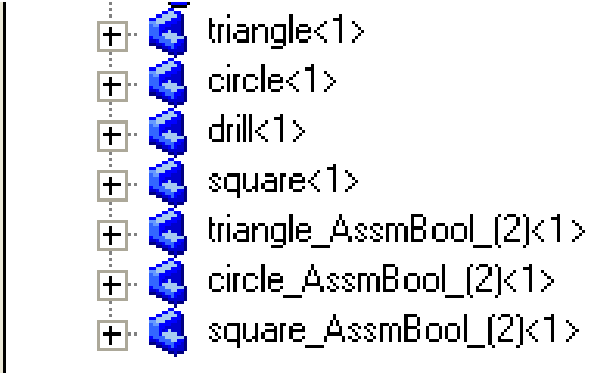 triangle<1>
circle<1>
drill<1>
square<1>
triangle_AssmBool_(2)<1>
circle_AssmBool_(2)<1>
square_AssmBool_(2)<1>